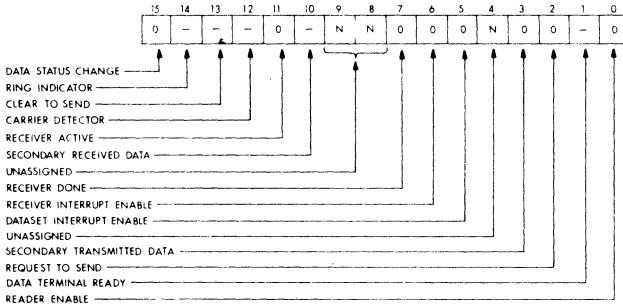 15 14 13 12 11 10 9 8 7 6 5 4 3 2 1 0
0 - - - 0 - N N 0 0 0 N 0 0 - 0
DATA STATUS CHANGE
RING INDICATOR
CLEAR TO SEND
CARRIER DETECTOR
RECEIVER ACTIVE
SECONDARY RECEIVED DATA
UNASSIGNED
RECEIVER DONE
RECEIVER INTERRUPT ENABLE
DATASET INTERRUPT ENABLE
UNASSIGNED
SECONDARY TRANSMITTED DATA
REQUEST TO SEND
DATA TERMINAL READY
READER ENABLE